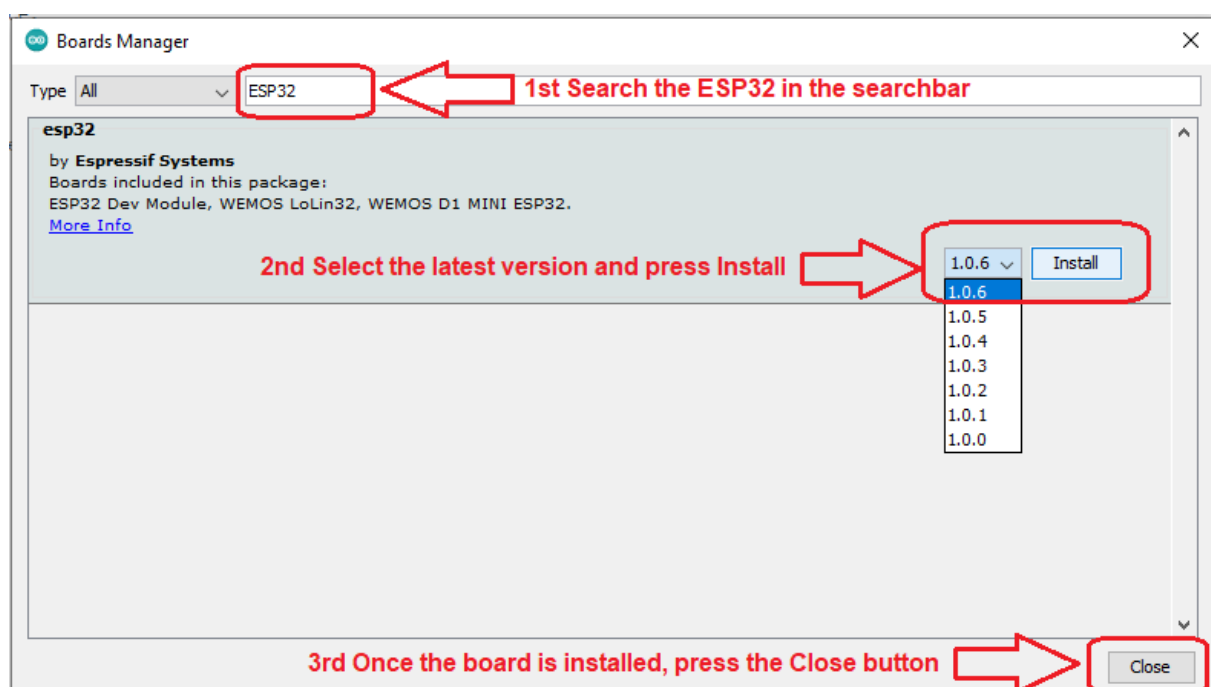 Boards Manager
Type All ESP32 1st Search the ESP32 in the searchbar
esp32
by Espressif Systems
Boards included in this package:
ESP32 Dev Module, WEMOS LoLin32, WEMOS D1 MINI ESP32.
More Info
2nd Select the latest version and press Install 1.0.6 Install
1.0.6
1.0.5
1.0.4
1.0.3
1.0.2
1.0.1
1.0.0
3rd Once the board is installed, press the Close button Close